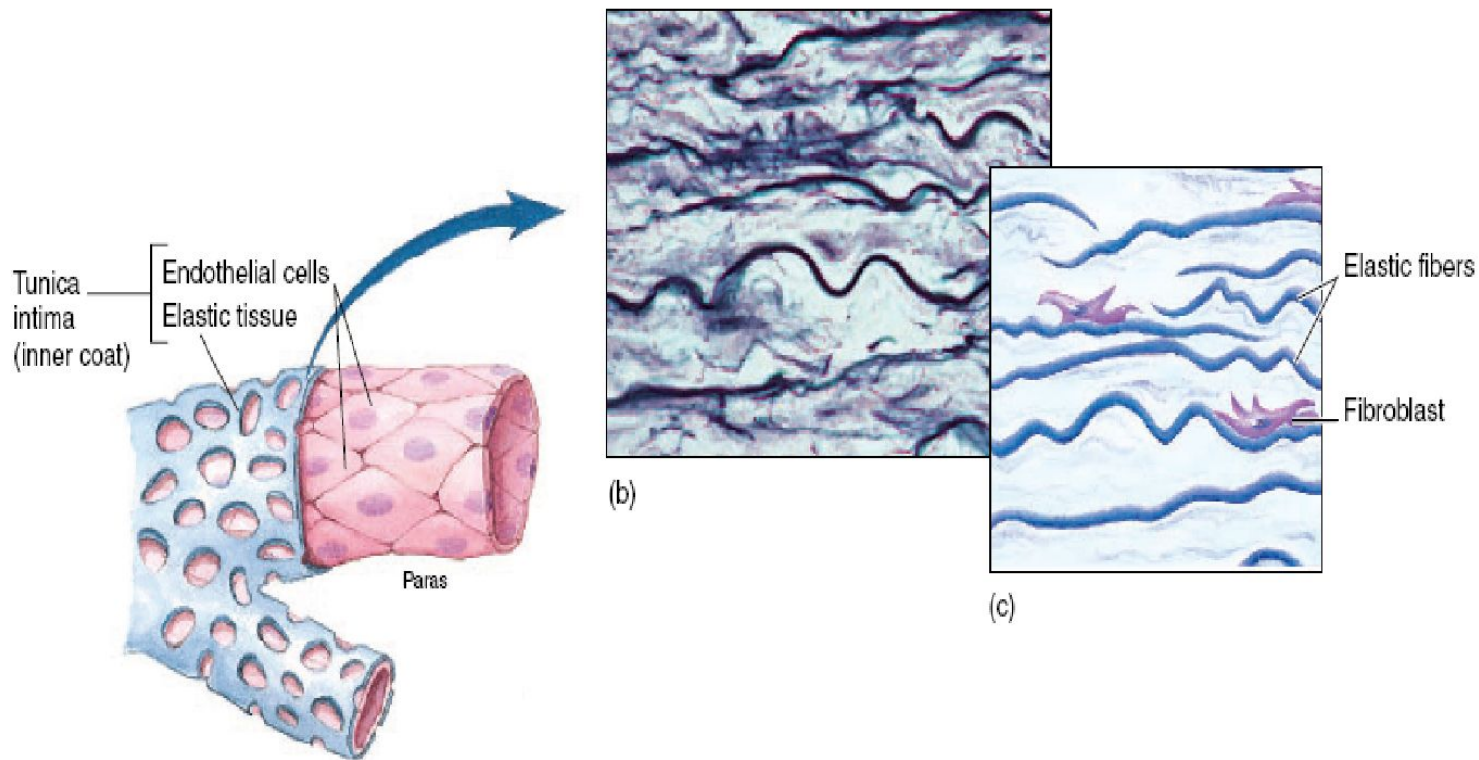 Tunica
intima
(inner coat)
Endothelial cells
Elastic tissue
Paras
(b)
Elastic fibers
Fibroblast
(c)